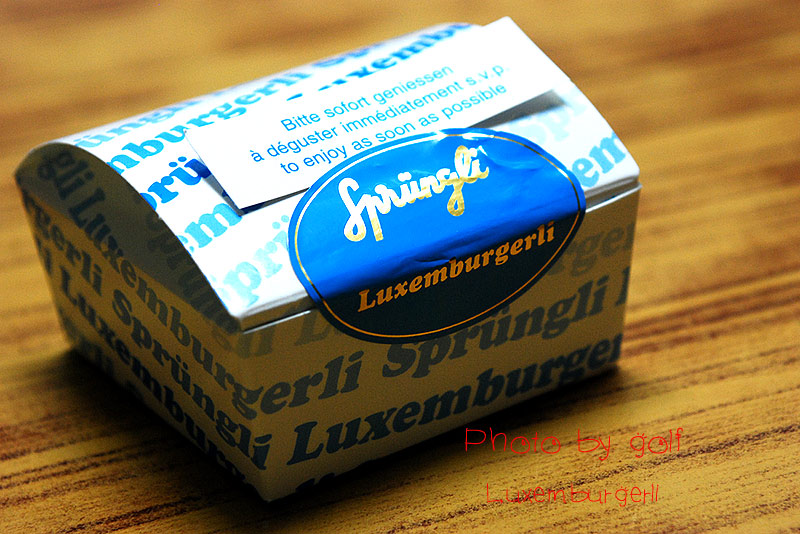 Bitte sofort geniessen
à déguster immédiatement s.v.p
to enjoy as soon as possible
Sprüngli
Luxemburgerli
Sprüngli
Luxemburgerli
Photo by golf
Luxemburgerli